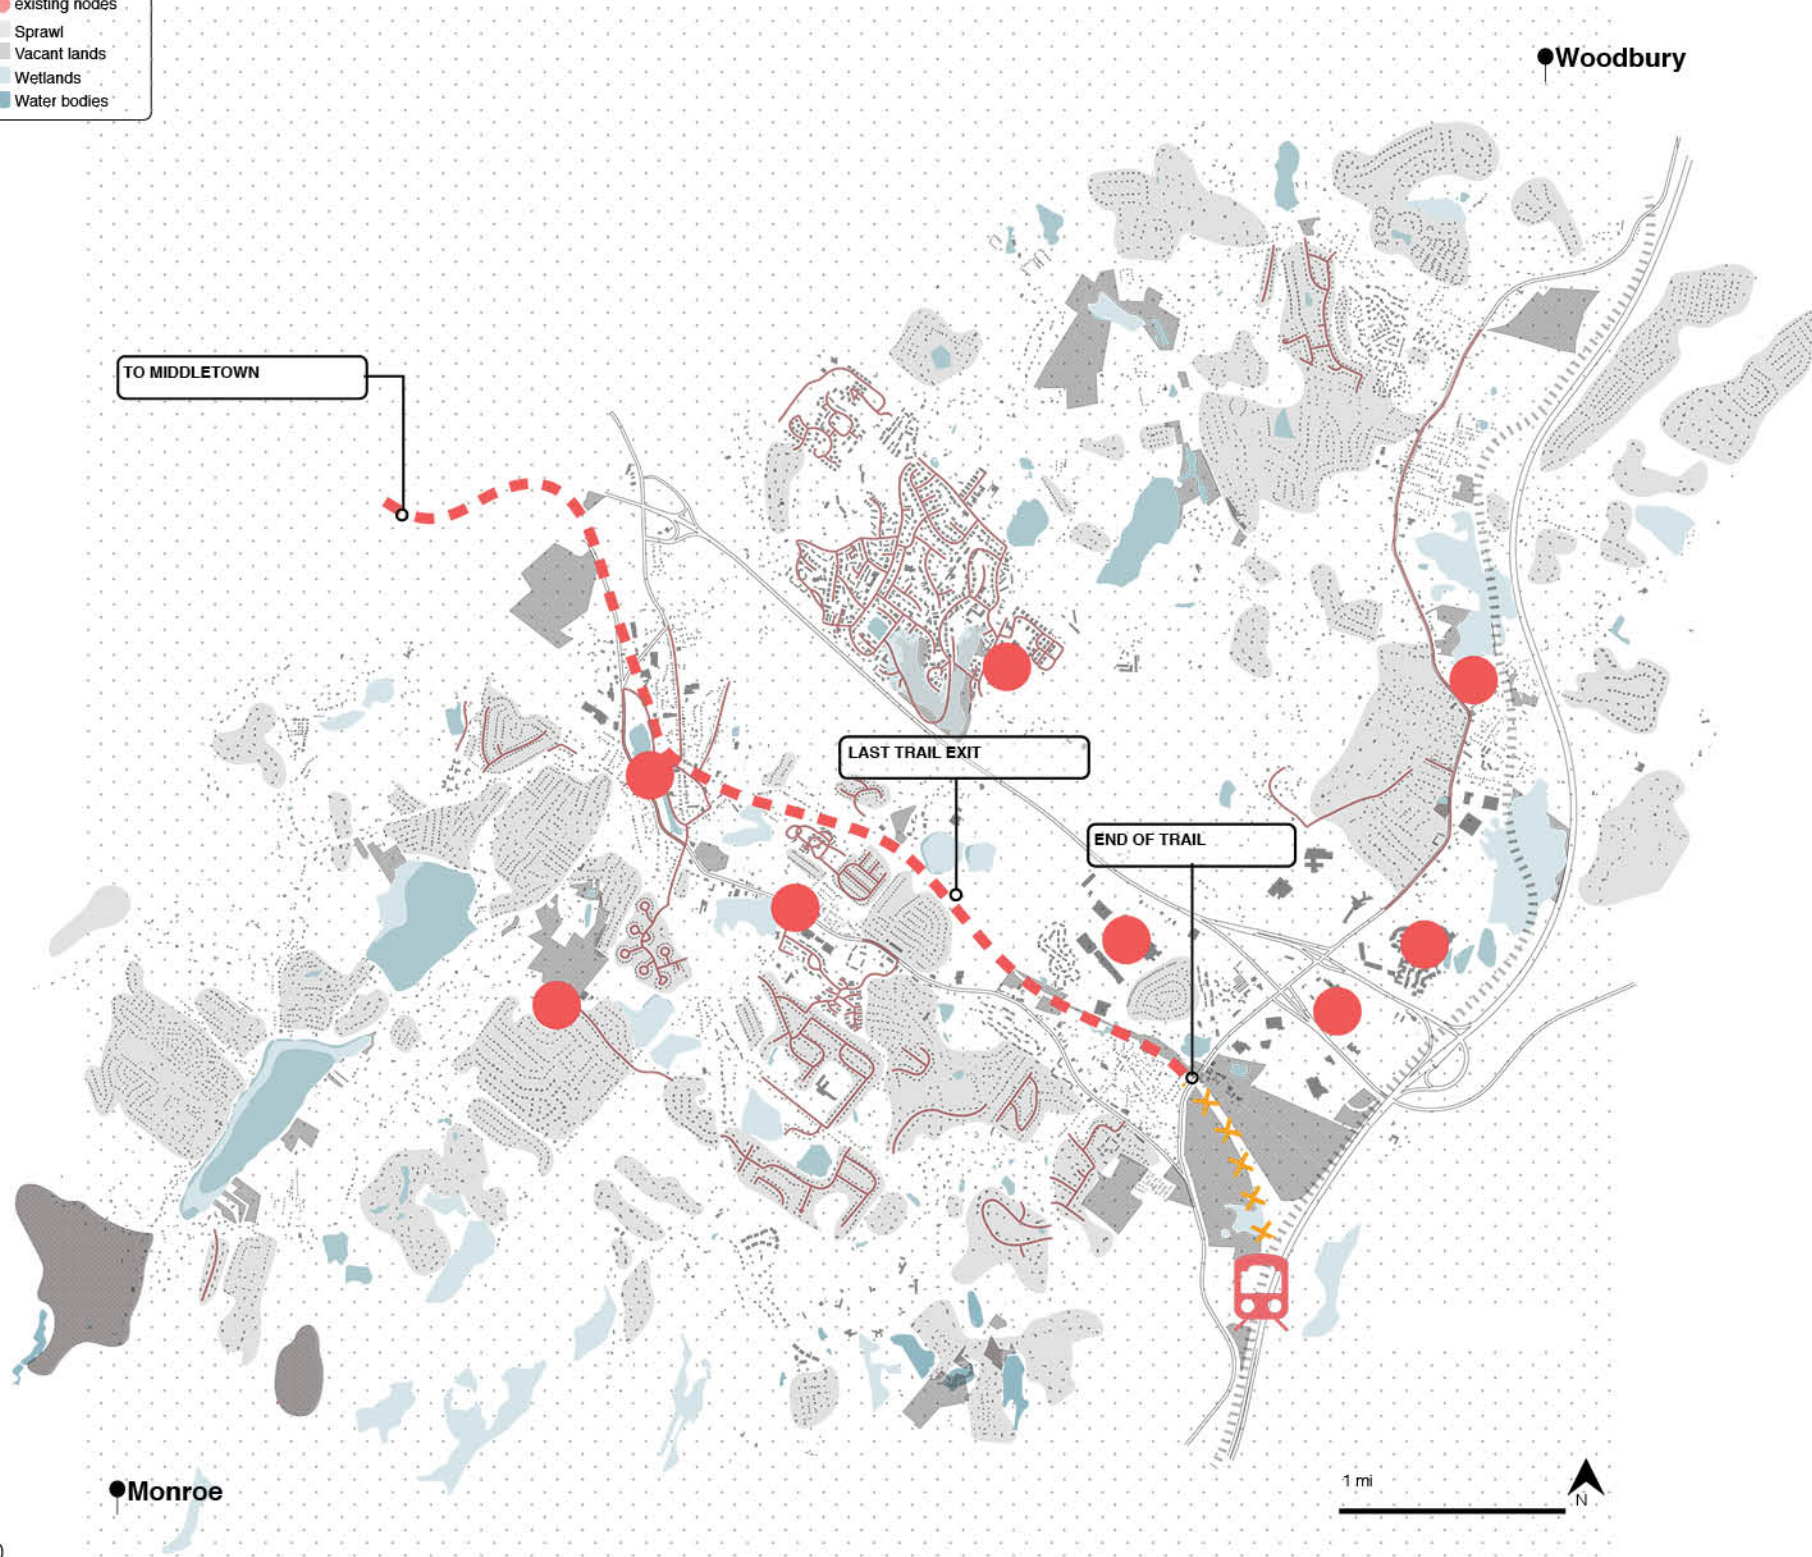 existing nodes
Sprawl
Vacant lands
Wetlands
Water bodies
Woodbury
TO MIDDLETOWN
LAST TRAIL EXIT
END OF TRAIL
1 mi
N
Monroe